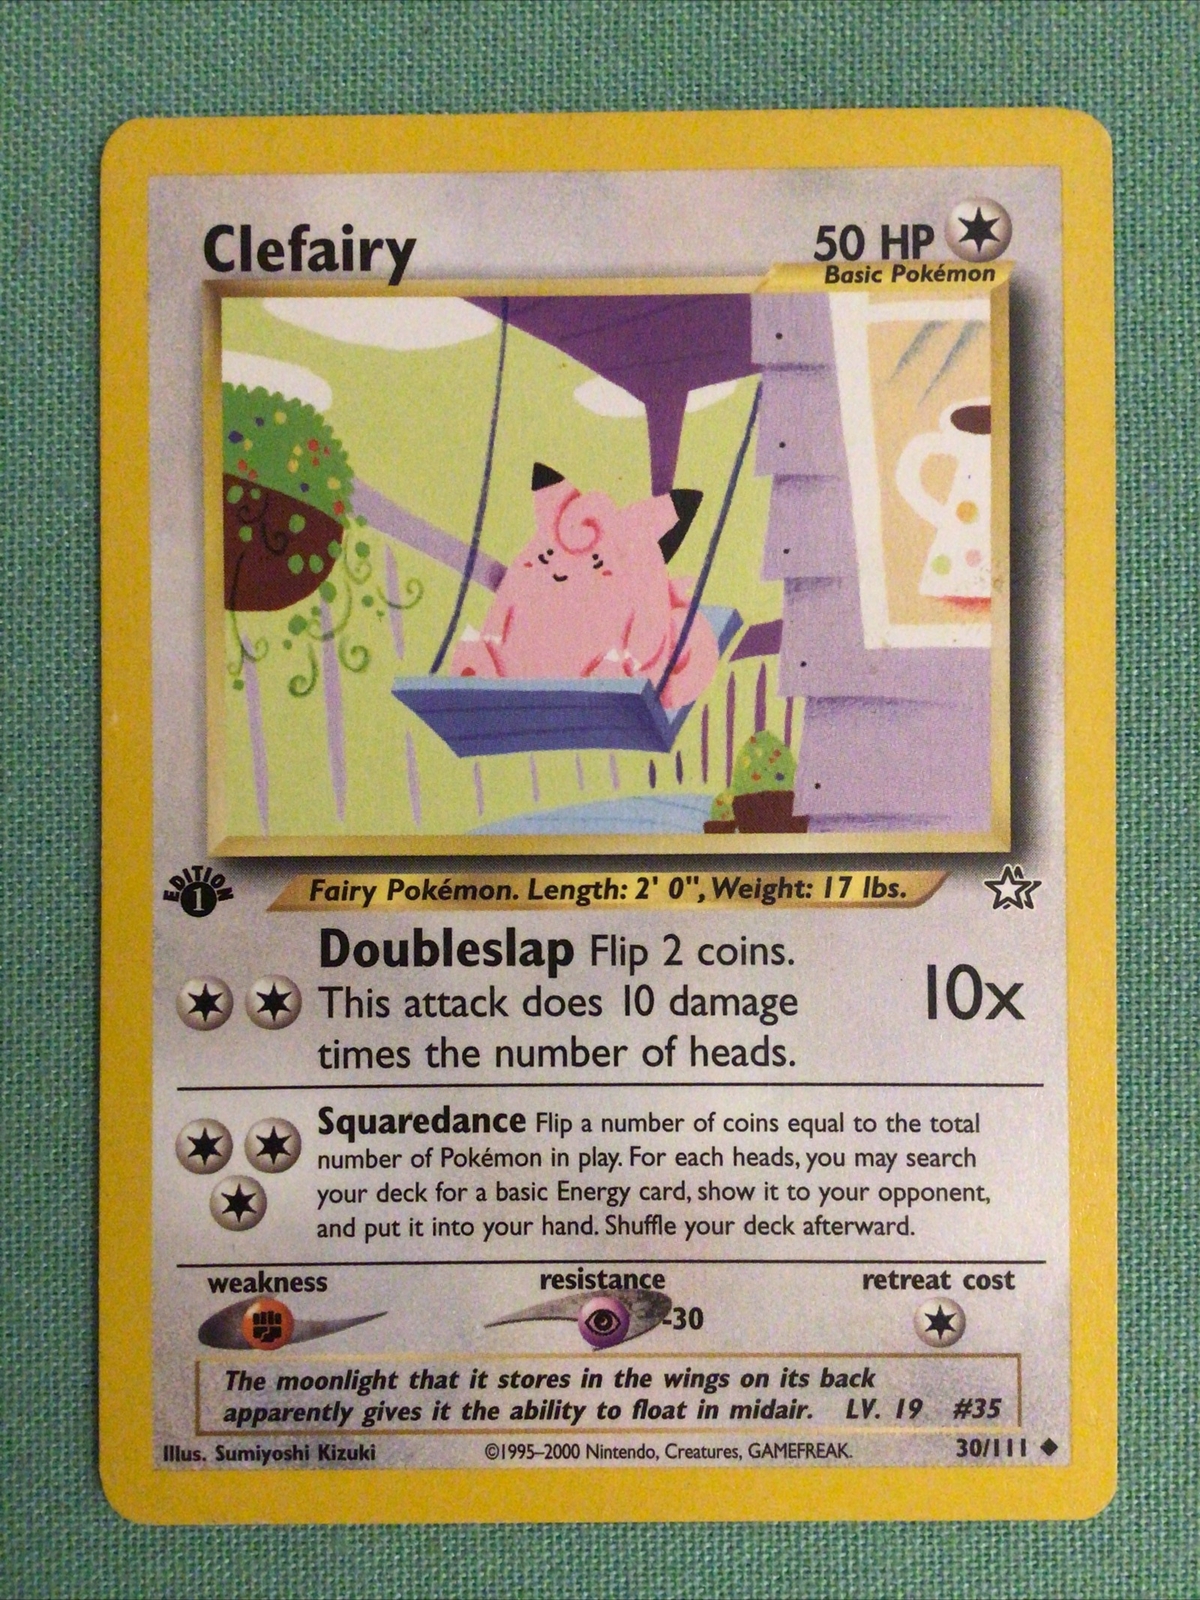 Clefairy
50 HP
Basic Pokémon
EDITION
1
Fairy Pokémon. Length: 2' 0", Weight: 17 lbs.
Doubleslap Flip 2 coins.
This attack does 10 damage
times the number of heads.
10x
Squaredance Flip a number of coins equal to the total
number of Pokémon in play. For each heads, you may search
your deck for a basic Energy card, show it to your opponent,
and put it into your hand. Shuffle your deck afterward.
weakness
resistance
retreat cost
-30
The moonlight that it stores in the wings on its back
apparently gives it the ability to float in midair. LV. 19 #35
Illus. Sumiyoshi Kizuki
©1995–2000 Nintendo, Creatures, GAMEFREAK.
30/111